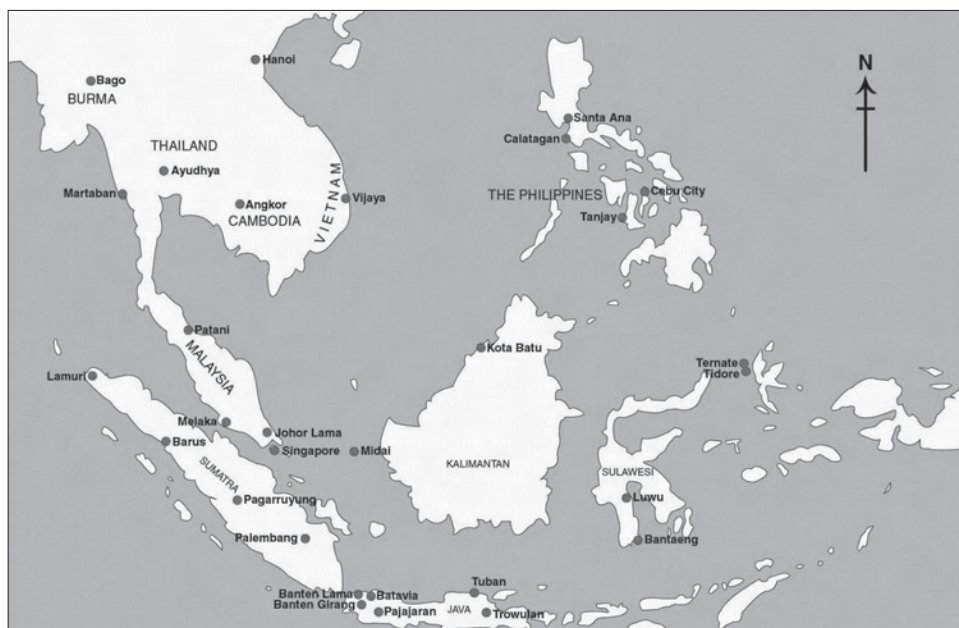 N
Hanoi
Bago
BURMA
Santa Ana
Calatagan
THAILAND
Ayudhya
Martaban
Angkor
CAMBODIA
VIETNAM
Vijaya
THE PHILIPPINES
Cebu City
Tanjay
Patani
MALAYSIA
Kota Batu
Ternate
Tidore
Lamuri
Melaka
Johor Lama
Barus
Singapore
Midai
SUMATRA
KALIMANTAN
SULAWESI
Pagarruyung
Luwu
Palembang
Bantaeng
Tuban
Banten Lama
Batavia
Banten Girang
Pajajaran
JAVA
Trowulan